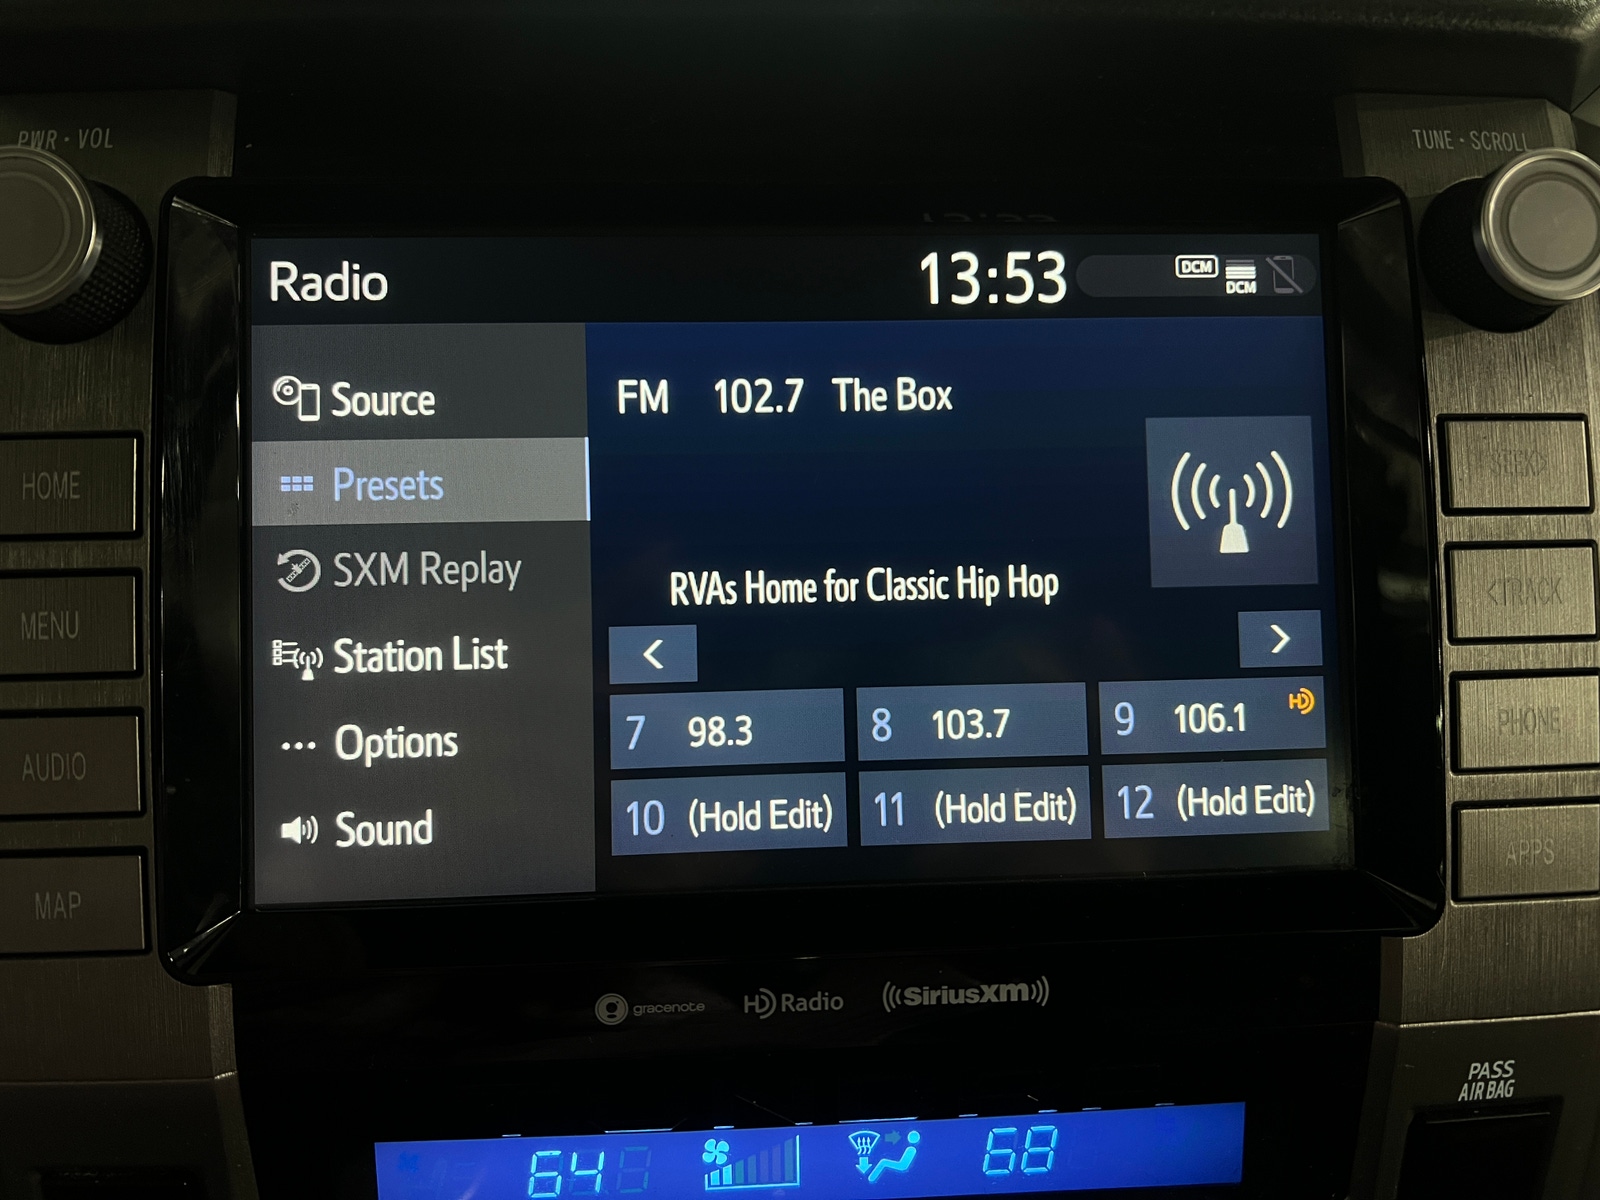 PWR · VOL
TUNE · SCROLL
Radio
13:53
DCM
DCM
Source
Presets
SXM Replay
Station List
Options
Sound
FM 102.7 The Box
RVAs Home for Classic Hip Hop
<
>
7 98.3
8 103.7
9 106.1 HD
10 (Hold Edit)
11 (Hold Edit)
12 (Hold Edit)
HOME
MENU
AUDIO
MAP
<TRACK
PHONE
APPS
gracenote
HD Radio
SiriusXM
PASS
AIR BAG
64
68